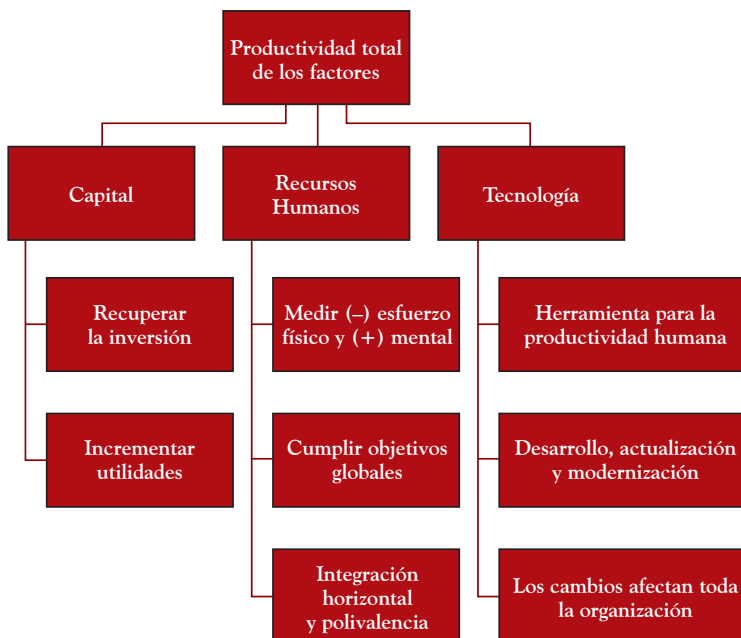 Productividad total
de los factores
Capital
Recursos
Humanos
Tecnología
Recuperar
la inversión
Medir (–) esfuerzo
físico y (+) mental
Herramienta para la
productividad humana
Incrementar
utilidades
Cumplir objetivos
globales
Desarrollo, actualización
y modernización
Integración
horizontal
y polivalencia
Los cambios afectan toda
la organización